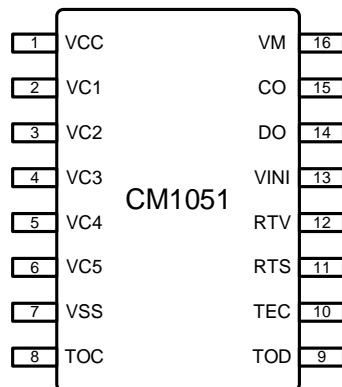 1 VCC VM 16
2 VC1 CO 15
3 VC2 DO 14
4 VC3 VINI 13
CM1051
5 VC4 RTV 12
6 VC5 RTS 11
7 VSS TEC 10
8 TOC TOD 9